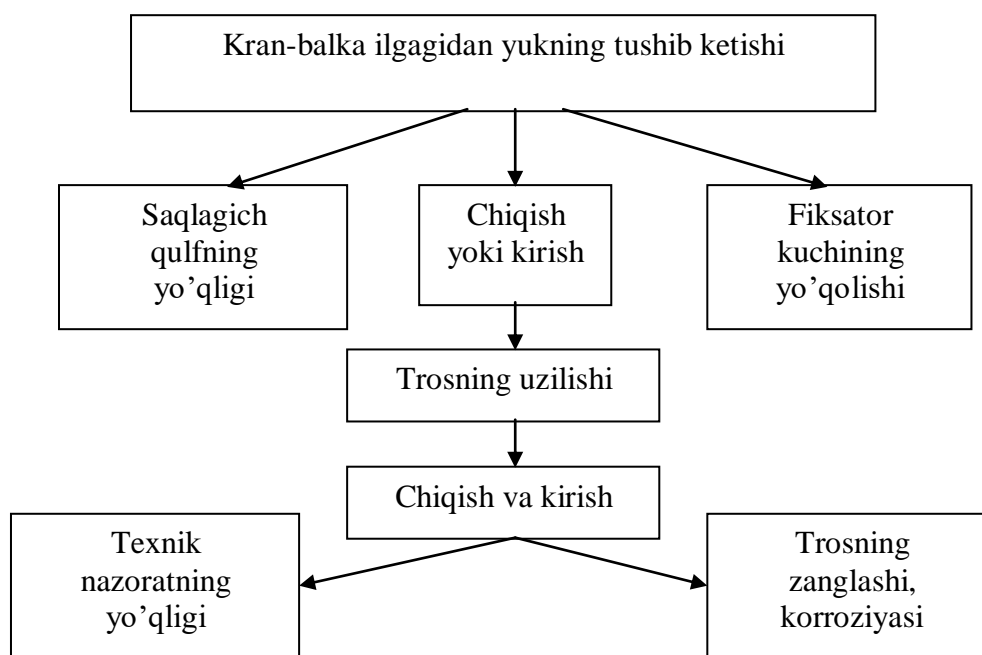 Kran-balka ilgagidan yukning tushib ketishi
Saqlagich
qulfning
yo’qligi
Chiqish
yoki kirish
Fiksator
kuchining
yo’qolishi
Trosning uzilishi
Chiqish va kirish
Texnik
nazoratning
yo’qligi
Trosning
zanglashi,
korroziyasi